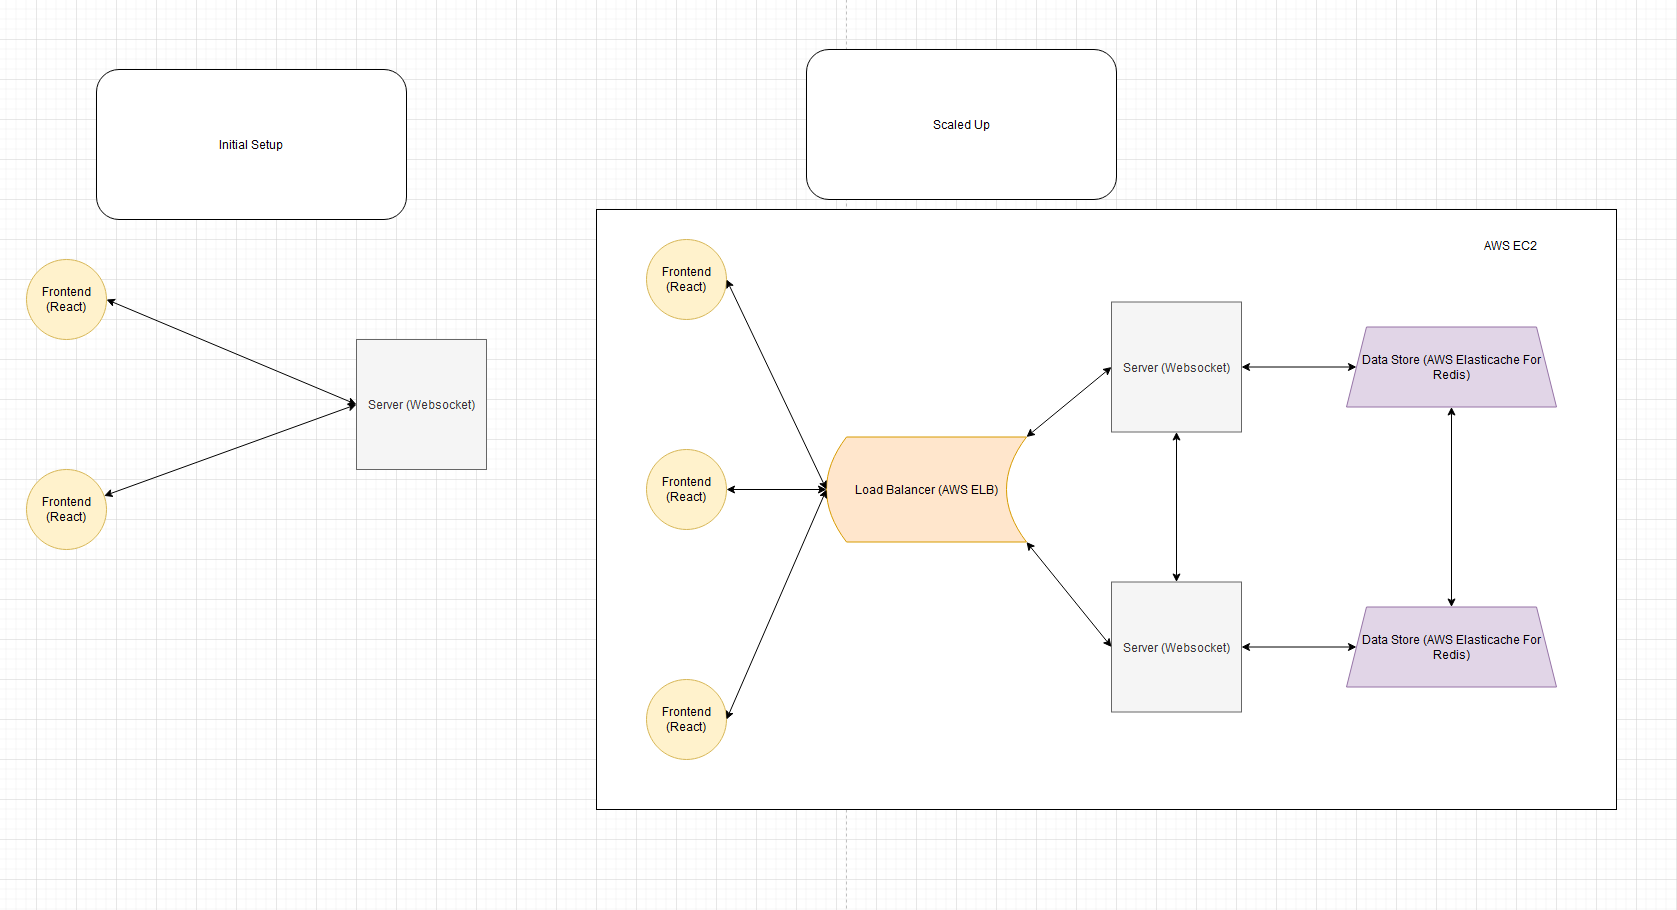 Initial Setup
Frontend
(React)
Server (Websocket)
Frontend
(React)
Scaled Up
AWS EC2
Frontend
(React)
Frontend
(React)
Frontend
(React)
Load Balancer (AWS ELB)
Server (Websocket)
Data Store (AWS Elasticache For
Redis)
Server (Websocket)
Data Store (AWS Elasticache For
Redis)